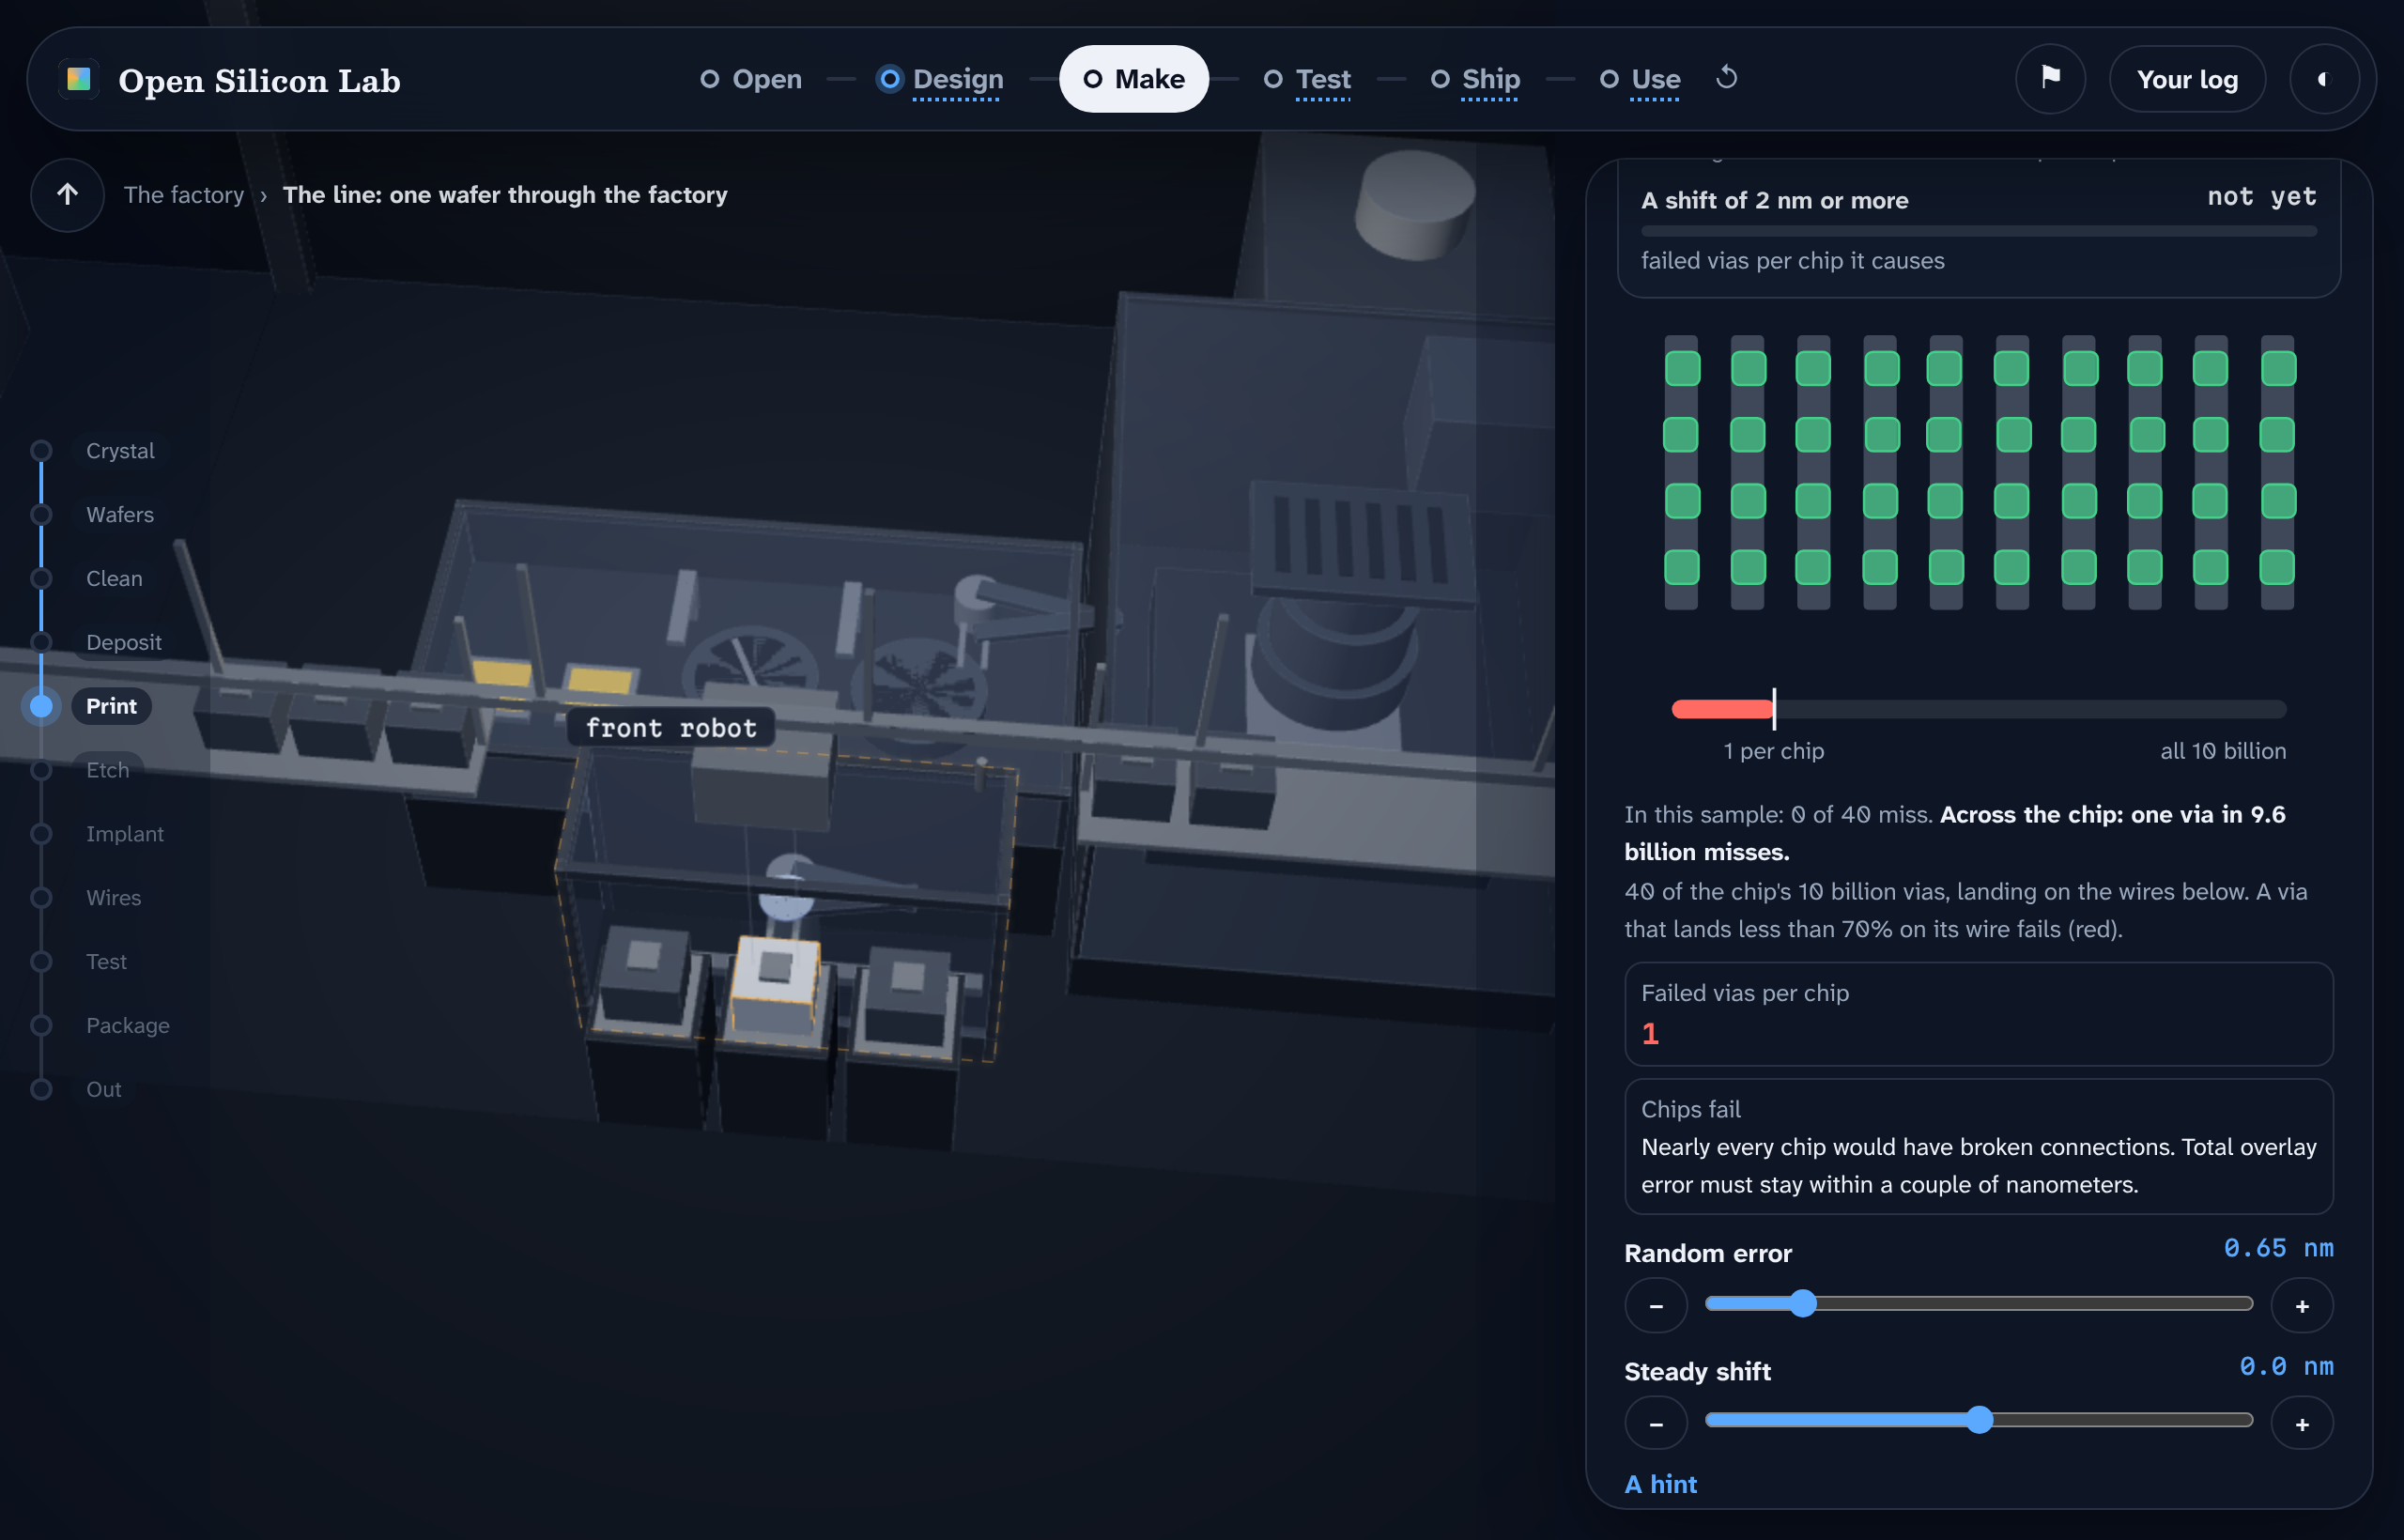 Open Silicon Lab
Open
Design
Make
Test
Ship
Use
Your log
The factory › The line: one wafer through the factory
Crystal
Wafers
Clean
Deposit
Print
Etch
Implant
Wires
Test
Package
Out
front robot
A shift of 2 nm or more
not yet
failed vias per chip it causes
1 per chip
all 10 billion
In this sample: 0 of 40 miss. Across the chip: one via in 9.6
billion misses.
40 of the chip's 10 billion vias, landing on the wires below. A via
that lands less than 70% on its wire fails (red).
Failed vias per chip
1
Chips fail
Nearly every chip would have broken connections. Total overlay
error must stay within a couple of nanometers.
Random error
0.65 nm
−
+
Steady shift
0.0 nm
−
+
A hint